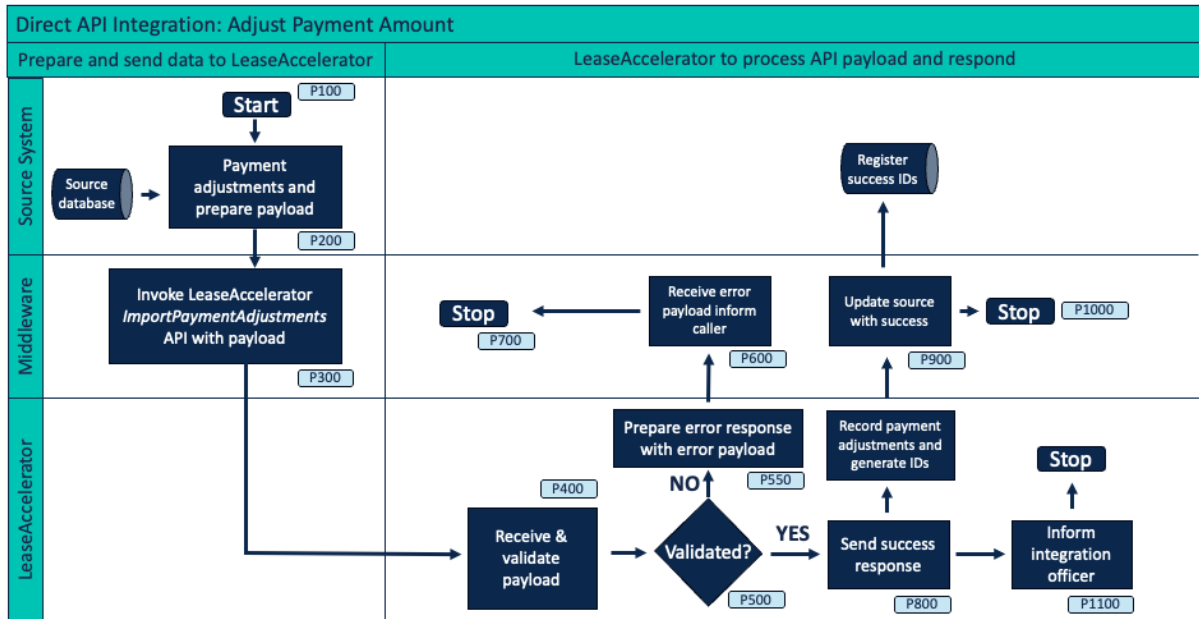 Direct API Integration: Adjust Payment Amount
Prepare and send data to LeaseAccelerator
LeaseAccelerator to process API payload and respond
Source System
P100
Start
Payment
adjustments and
prepare payload
Source
database
P200
Register
success IDs
Middleware
Invoke LeaseAccelerator
ImportPaymentAdjustments
API with payload
P300
Stop
P700
Receive error
payload inform
caller
P600
Update source
with success
P900
Stop
P1000
LeaseAccelerator
Prepare error response
with error payload
P550
NO
Record payment
adjustments and
generate IDs
Stop
P400
Receive &
validate
payload
Validated?
P500
YES
Send success
response
P800
Inform
integration
officer
P1100